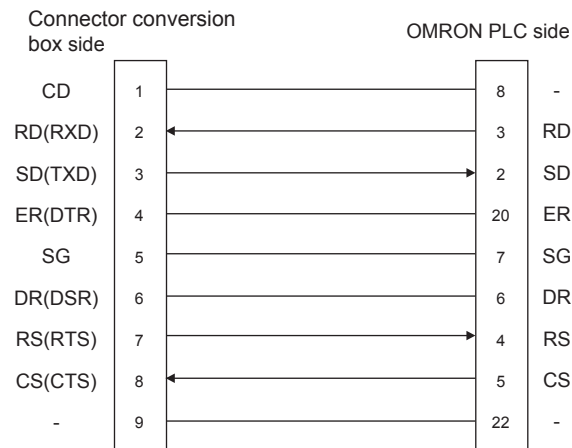 Connector conversion
box side
OMRON PLC side
CD 1 8 -
RD(RXD) 2 3 RD
SD(TXD) 3 2 SD
ER(DTR) 4 20 ER
SG 5 7 SG
DR(DSR) 6 6 DR
RS(RTS) 7 4 RS
CS(CTS) 8 5 CS
- 9 22 -